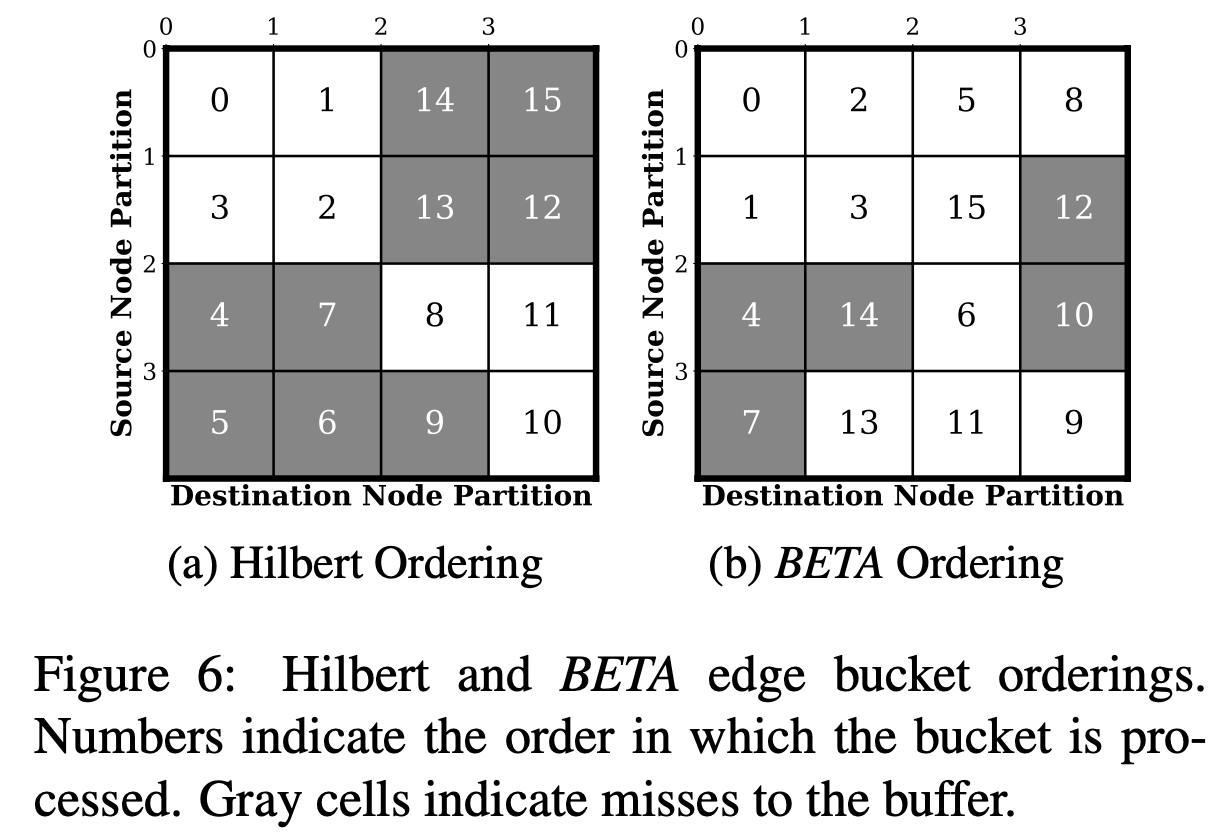 0 1 2 3
0 0 1 14 15
1 3 2 13 12
2 4 7 8 11
3 5 6 9 10
Source Node Partition
Destination Node Partition
(a) Hilbert Ordering
0 1 2 3
0 0 2 5 8
1 1 3 15 12
2 4 14 6 10
3 7 13 11 9
Source Node Partition
Destination Node Partition
(b) BETA Ordering
Figure 6: Hilbert and BETA edge bucket orderings.
Numbers indicate the order in which the bucket is pro-
cessed. Gray cells indicate misses to the buffer.